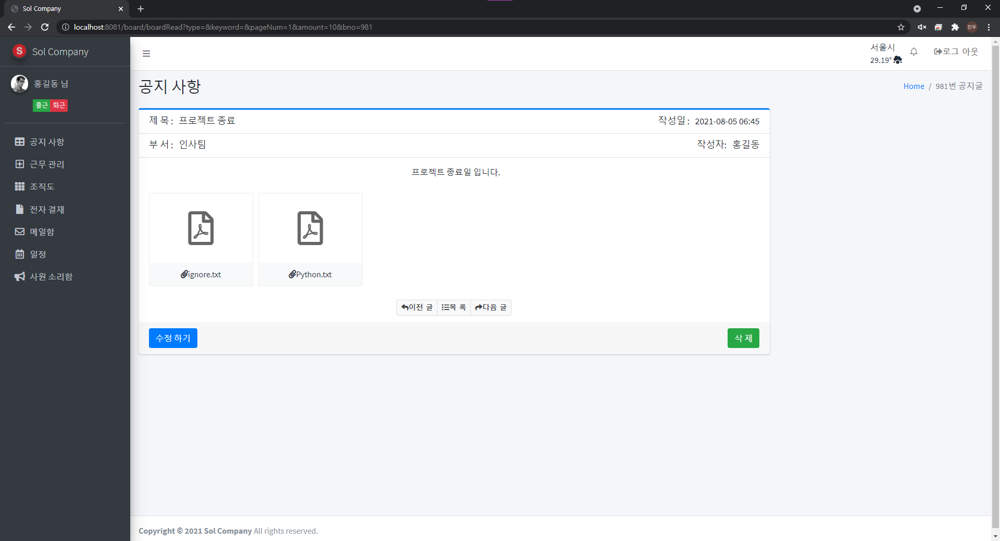 Sol Company
localhost:8081/board/boardRead?type=&keyword=&pageNum=1&amount=10&bno=981
진우
S Sol Company
홍길동 님
출근 퇴근
공지 사항
근무 관리
조직도
전자 결재
메일함
일정
사원 소리함
서울시
29.19°
로그 아웃
공지 사항
Home / 981번 공지글
제 목 : 프로젝트 종료
작성일 : 2021-08-05 06:45
부 서 : 인사팀
작성자: 홍길동
프로젝트 종료일 입니다.
ignore.txt
Python.txt
이전 글 목 록 다음 글
수정 하기
삭 제
Copyright © 2021 Sol Company All rights reserved.